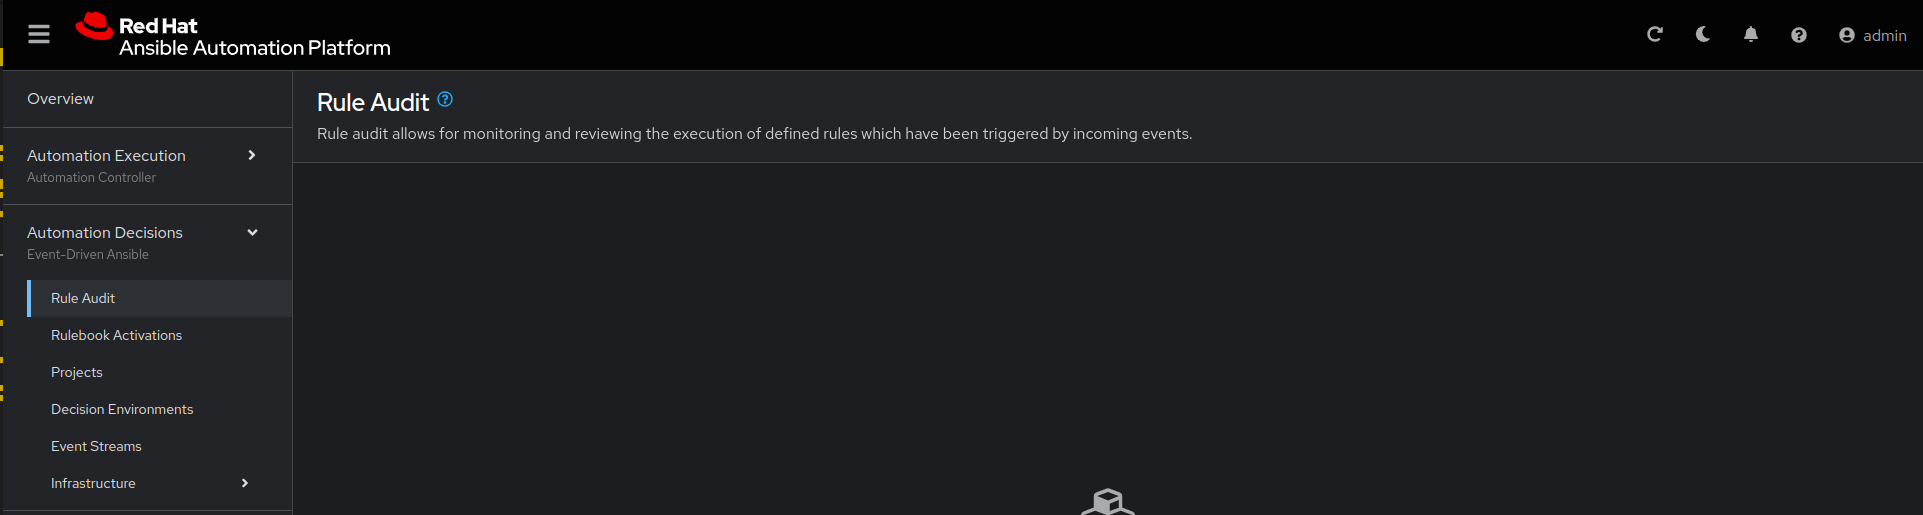 Red Hat
Ansible Automation Platform
admin
Overview
Automation Execution
Automation Controller
Automation Decisions
Event-Driven Ansible
Rule Audit
Rulebook Activations
Projects
Decision Environments
Event Streams
Infrastructure
Rule Audit
Rule audit allows for monitoring and reviewing the execution of defined rules which have been triggered by incoming events.